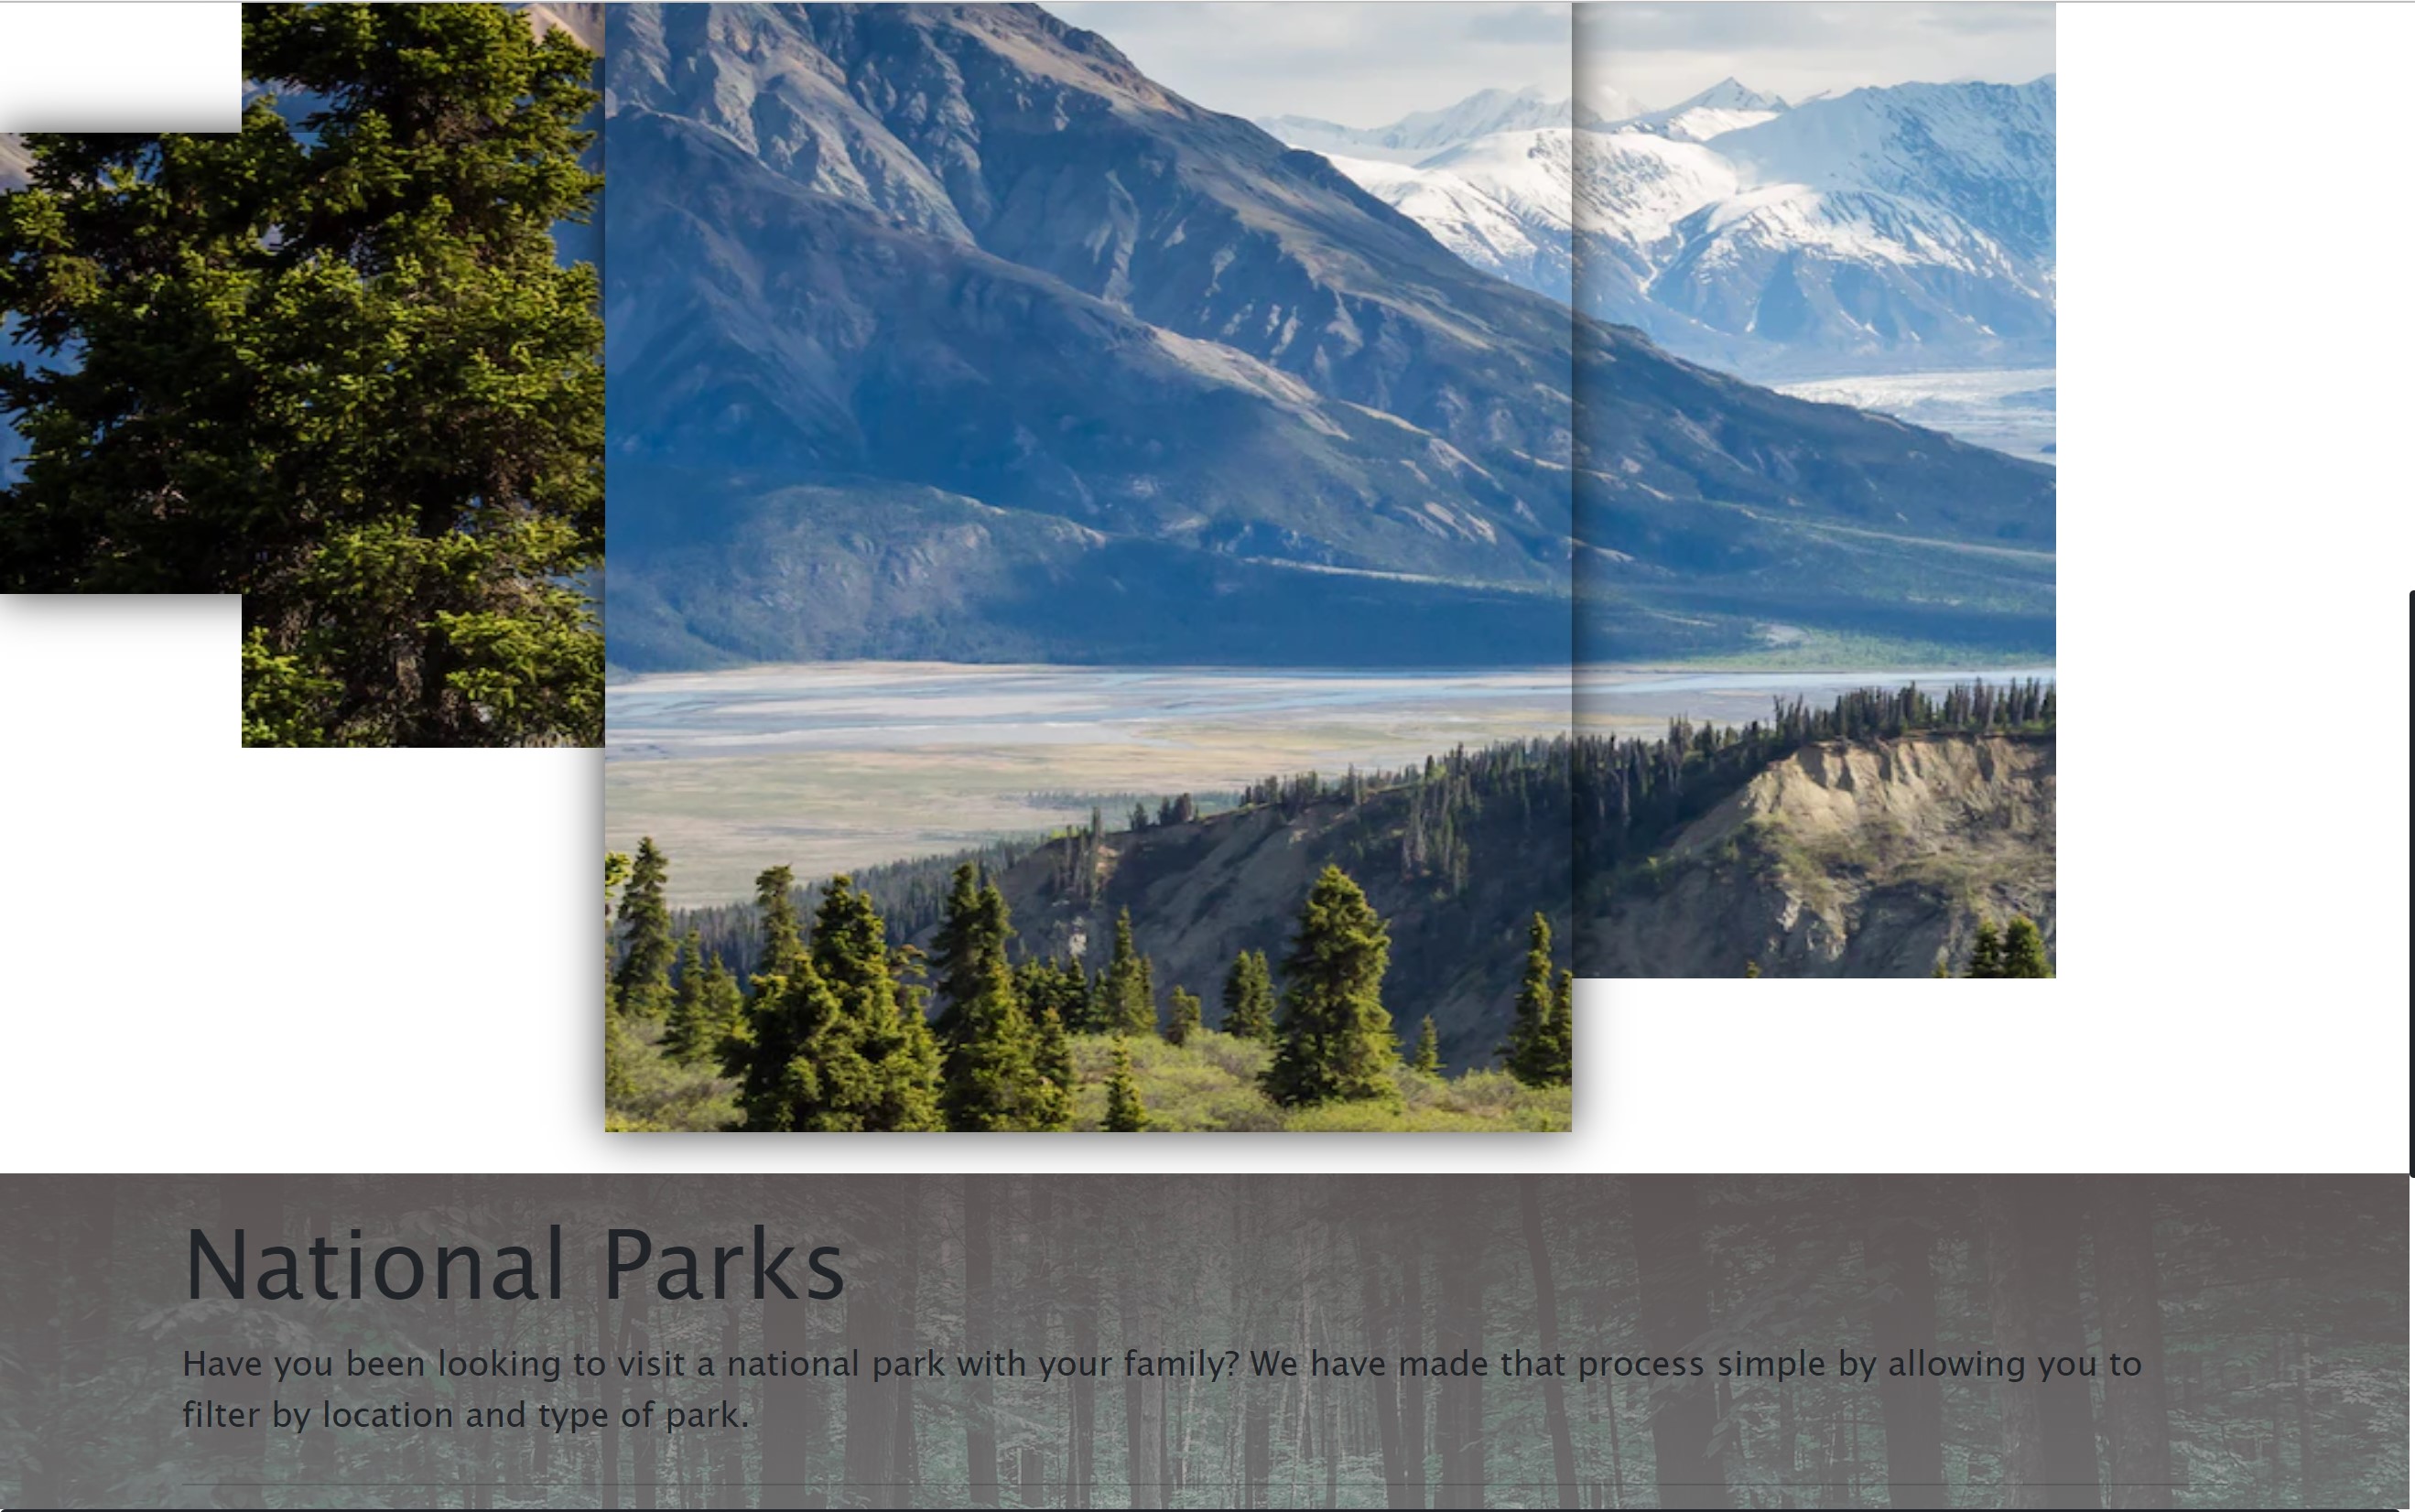 National Parks
Have you been looking to visit a national park with your family? We have made that process simple by allowing you to
filter by location and type of park.